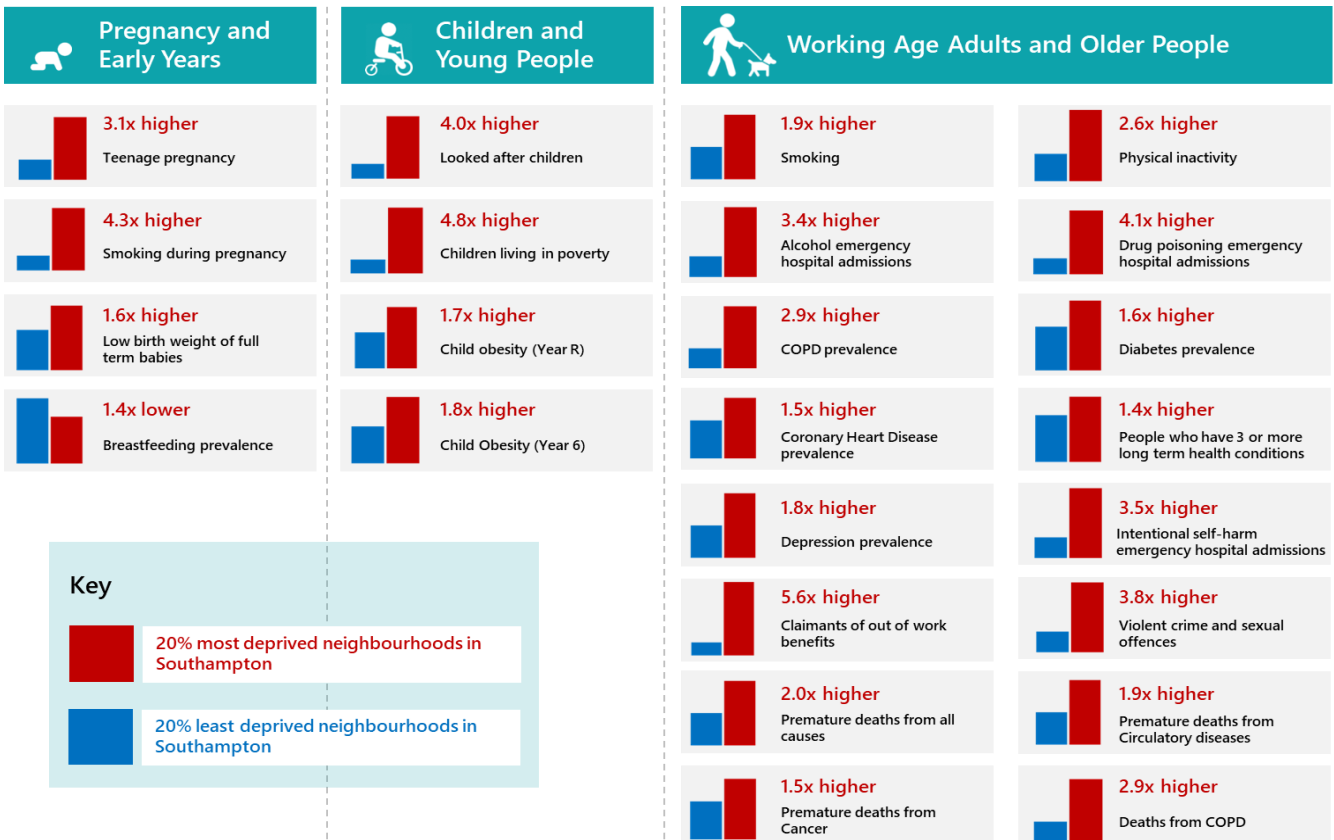 Pregnancy and
Early Years
3.1x higher
Teenage pregnancy
4.3x higher
Smoking during pregnancy
1.6x higher
Low birth weight of full
term babies
1.4x lower
Breastfeeding prevalence
Children and
Young People
4.0x higher
Looked after children
4.8x higher
Children living in poverty
1.7x higher
Child obesity (Year R)
1.8x higher
Child Obesity (Year 6)
Working Age Adults and Older People
1.9x higher
Smoking
3.4x higher
Alcohol emergency
hospital admissions
2.9x higher
COPD prevalence
1.5x higher
Coronary Heart Disease
prevalence
1.8x higher
Depression prevalence
5.6x higher
Claimants of out of work
benefits
2.0x higher
Premature deaths from all
causes
1.5x higher
Premature deaths from
Cancer
2.6x higher
Physical inactivity
4.1x higher
Drug poisoning emergency
hospital admissions
1.6x higher
Diabetes prevalence
1.4x higher
People who have 3 or more
long term health conditions
3.5x higher
Intentional self-harm
emergency hospital admissions
3.8x higher
Violent crime and sexual
offences
1.9x higher
Premature deaths from
Circulatory diseases
2.9x higher
Deaths from COPD
Key
20% most deprived neighbourhoods in
Southampton
20% least deprived neighbourhoods in
Southampton